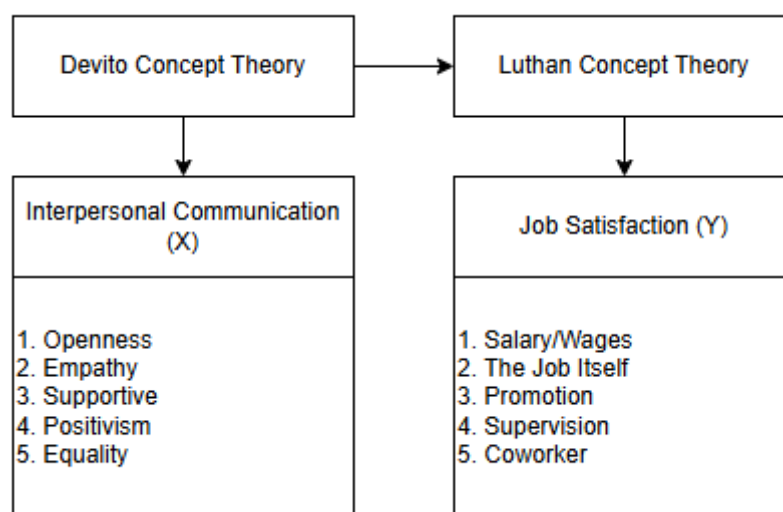 Devito Concept Theory
Luthan Concept Theory
Interpersonal Communication
(X)
Job Satisfaction (Y)
1. Openness
2. Empathy
3. Supportive
4. Positivism
5. Equality
1. Salary/Wages
2. The Job Itself
3. Promotion
4. Supervision
5. Coworker